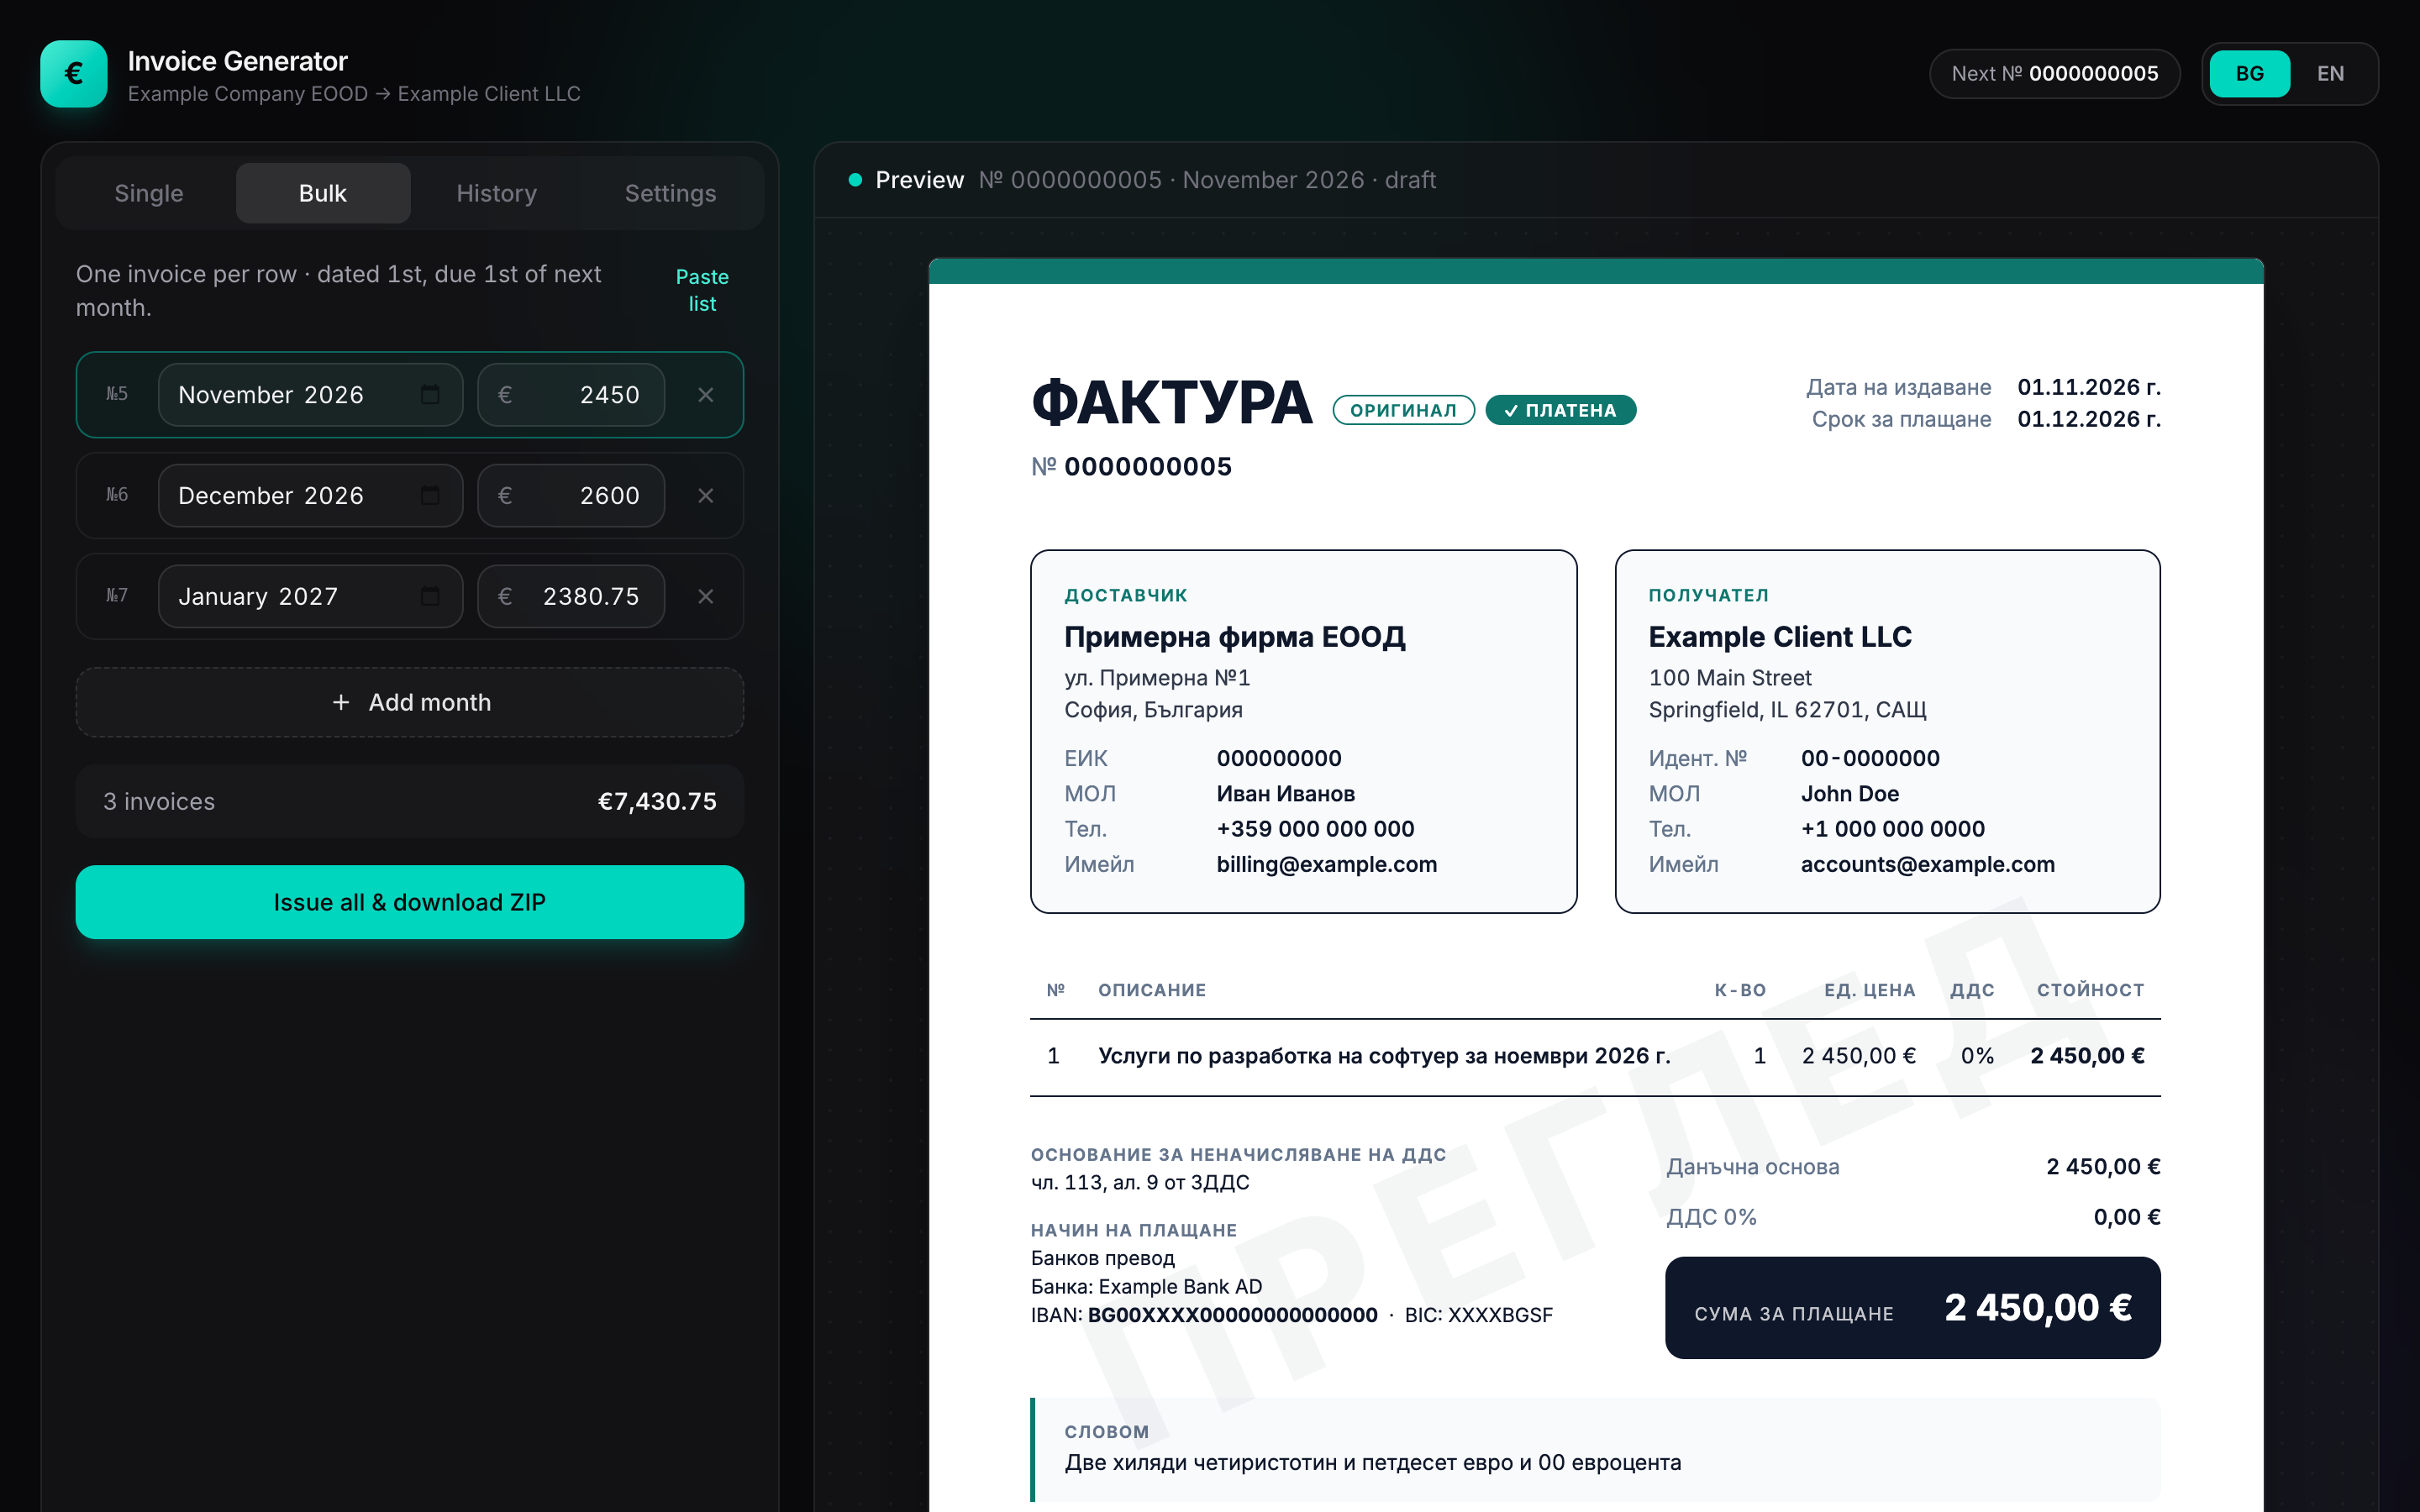 €
Invoice Generator
Example Company EOOD → Example Client LLC
Next № 0000000005
BG EN
Single Bulk History Settings
One invoice per row · dated 1st, due 1st of next
month.
Paste
list
№5 November 2026 € 2450 ×
№6 December 2026 € 2600 ×
№7 January 2027 € 2380.75 ×
+ Add month
3 invoices €7,430.75
Issue all & download ZIP
Preview № 0000000005 · November 2026 · draft
ФАКТУРА ОРИГИНАЛ ✓ ПЛАТЕНА
№ 0000000005
Дата на издаване 01.11.2026 г.
Срок за плащане 01.12.2026 г.
ДОСТАВЧИК
Примерна фирма ЕООД
ул. Примерна №1
София, България
ЕИК 000000000
МОЛ Иван Иванов
Тел. +359 000 000 000
Имейл billing@example.com
ПОЛУЧАТЕЛ
Example Client LLC
100 Main Street
Springfield, IL 62701, САЩ
Идент. № 00-0000000
МОЛ John Doe
Тел. +1 000 000 0000
Имейл accounts@example.com
№ ОПИСАНИЕ К-ВО ЕД. ЦЕНА ДДС СТОЙНОСТ
1 Услуги по разработка на софтуер за ноември 2026 г. 1 2 450,00 € 0% 2 450,00 €
ОСНОВАНИЕ ЗА НЕНАЧИСЛЯВАНЕ НА ДДС
чл. 113, ал. 9 от ЗДДС
НАЧИН НА ПЛАЩАНЕ
Банков превод
Банка: Example Bank AD
IBAN: BG00XXXX00000000000000 · BIC: XXXXBGSF
Данъчна основа 2 450,00 €
ДДС 0% 0,00 €
СУМА ЗА ПЛАЩАНЕ 2 450,00 €
ПРЕГЛЕД
СЛОВОМ
Две хиляди четиристотин и петдесет евро и 00 евроцента